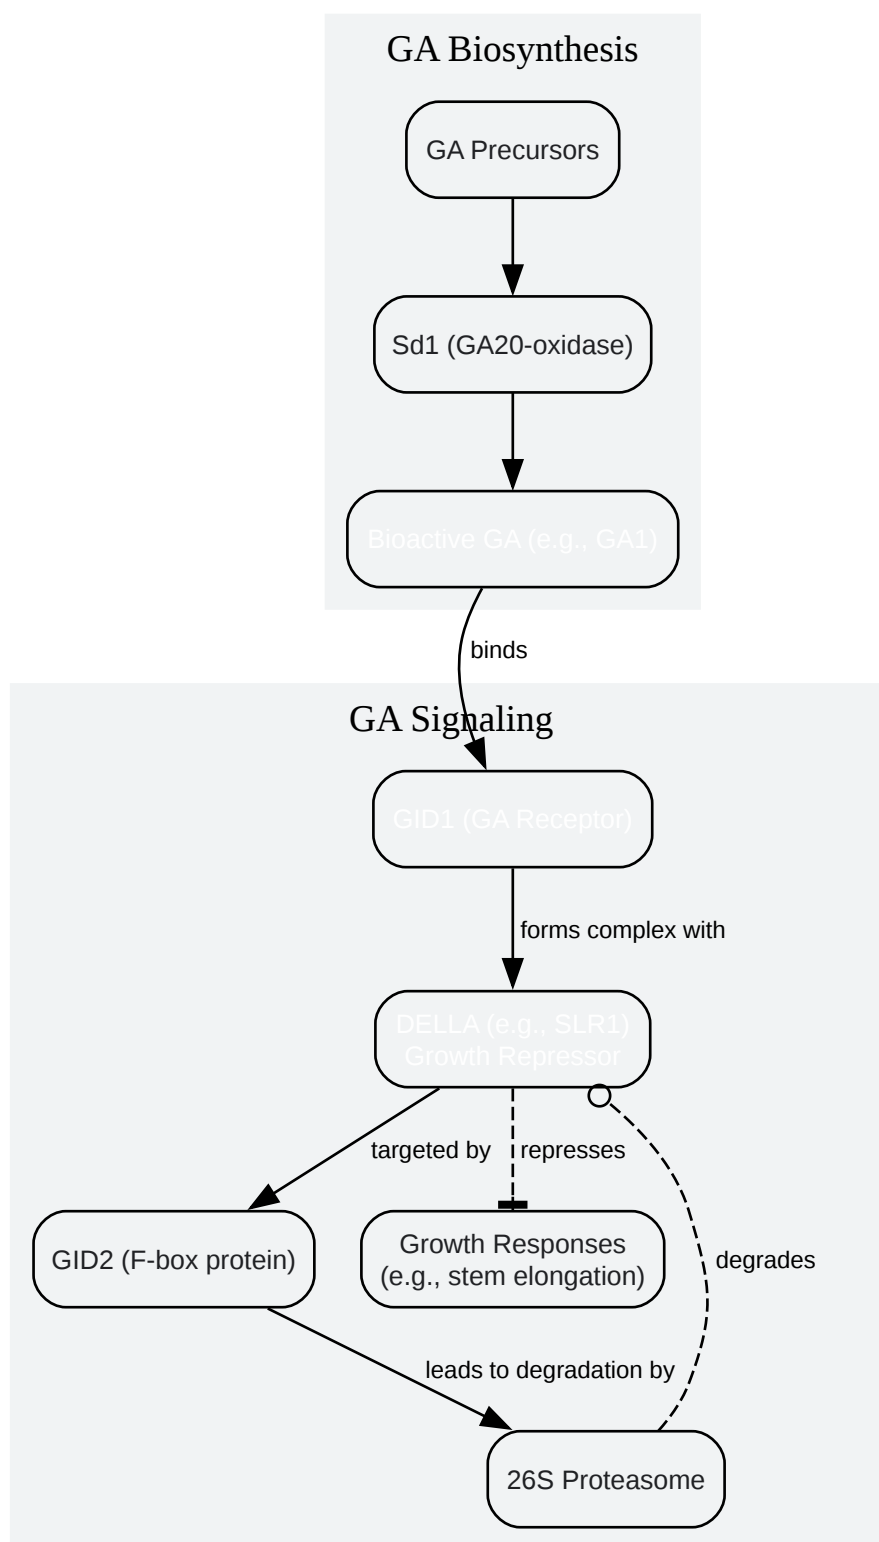 GA Biosynthesis
GA Precursors
Sd1 (GA20-oxidase)
Bioactive GA (e.g., GA1)
binds
GA Signaling
GID1 (GA Receptor)
forms complex with
DELLA (e.g., SLR1)
Growth Repressor
targeted by
represses
GID2 (F-box protein)
Growth Responses
(e.g., stem elongation)
degrades
leads to degradation by
26S Proteasome